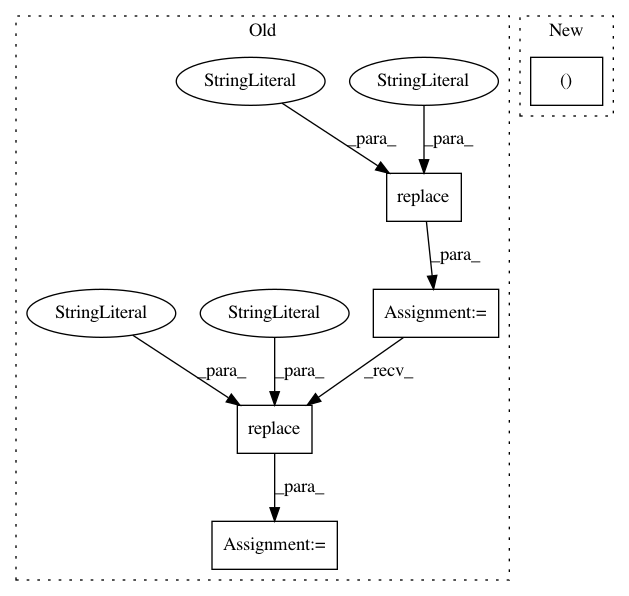 Old
New
StringLiteral
StringLiteral
()
_para_
_para_
replace
_para_
StringLiteral
StringLiteral
Assignment:=
_para_
_para_
_recv_
replace
_para_
Assignment:=